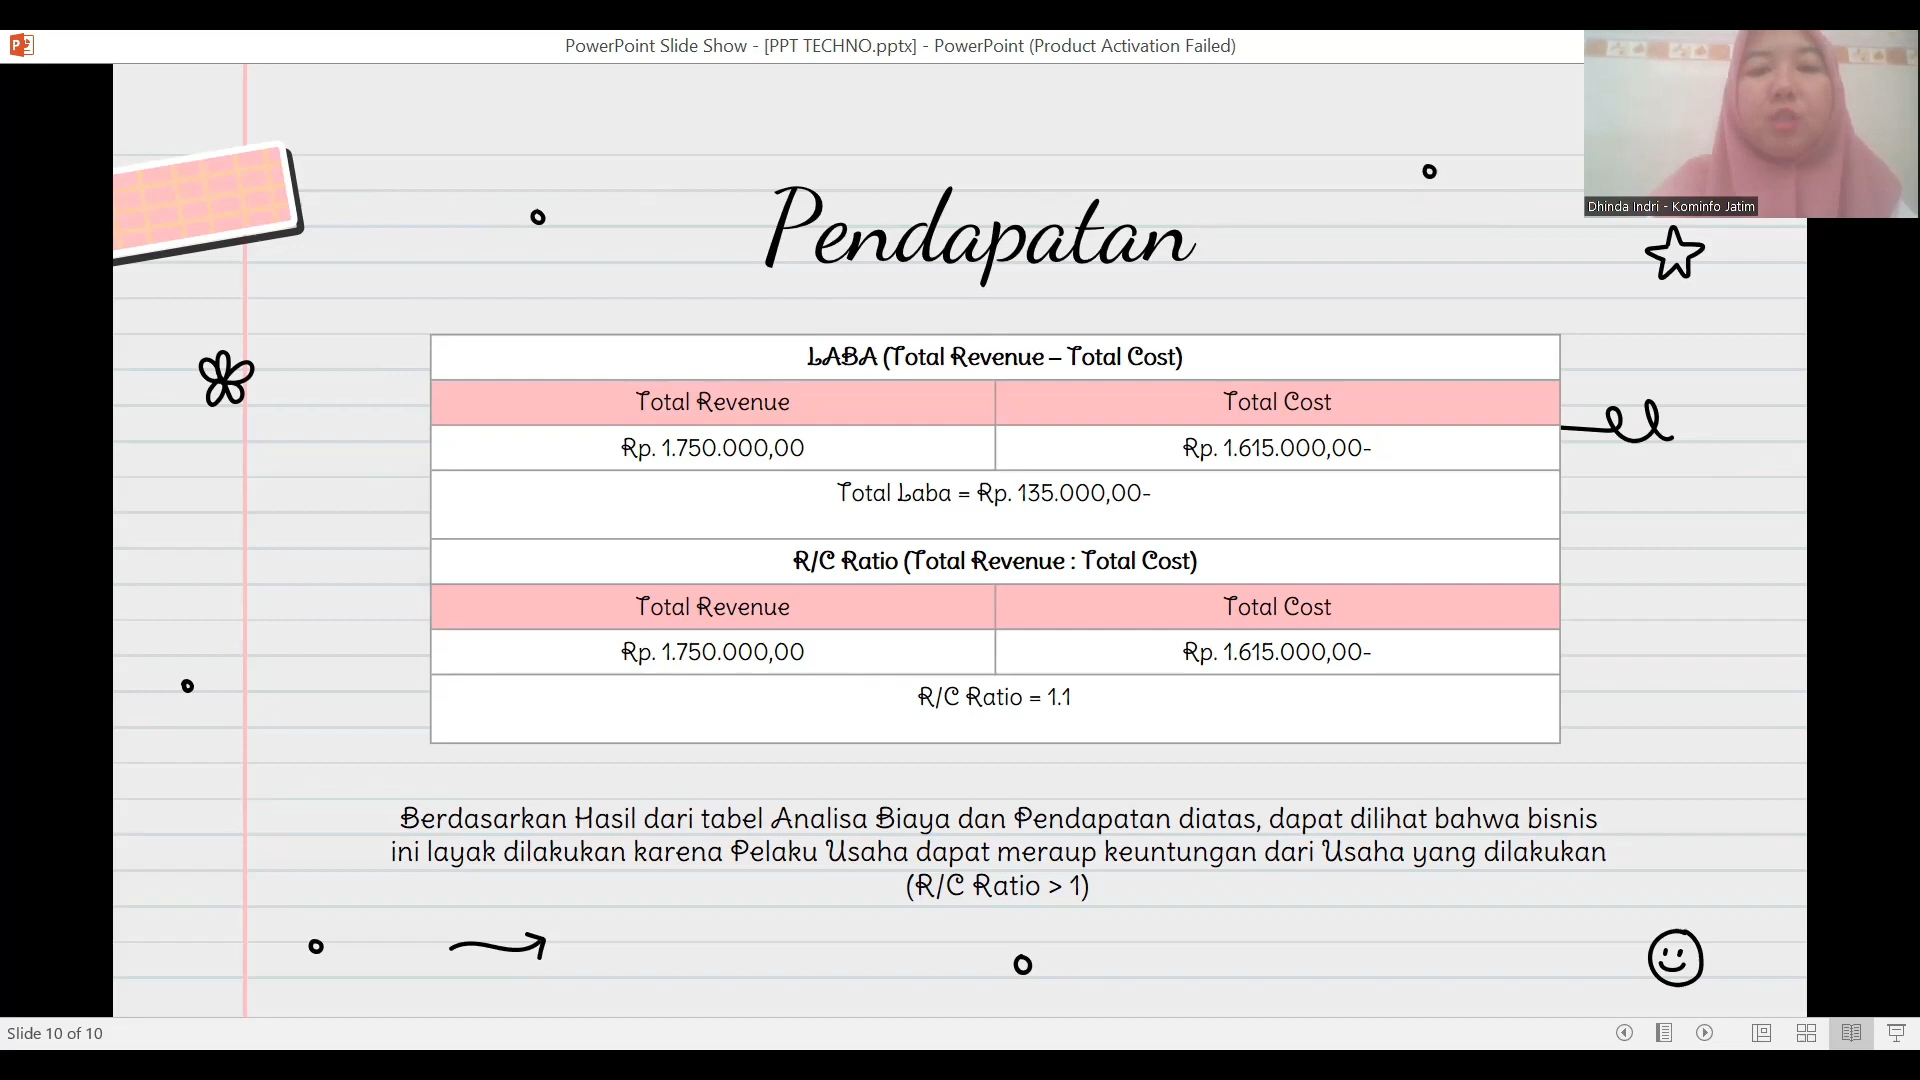 PowerPoint Slide Show - [PPT TECHNO.pptx] - PowerPoint (Product Activation Failed)
Dhinda Indri - Kominfo Jatim
Pendapatan
LABA (Total Revenue – Total Cost)
Total Revenue Total Cost
Rp. 1.750.000,00 Rp. 1.615.000,00-
Total Laba = Rp. 135.000,00-
R/C Ratio (Total Revenue : Total Cost)
Total Revenue Total Cost
Rp. 1.750.000,00 Rp. 1.615.000,00-
R/C Ratio = 1.1
Berdasarkan Hasil dari tabel Analisa Biaya dan Pendapatan diatas, dapat dilihat bahwa bisnis
ini layak dilakukan karena Pelaku Usaha dapat meraup keuntungan dari Usaha yang dilakukan
(R/C Ratio > 1)
Slide 10 of 10